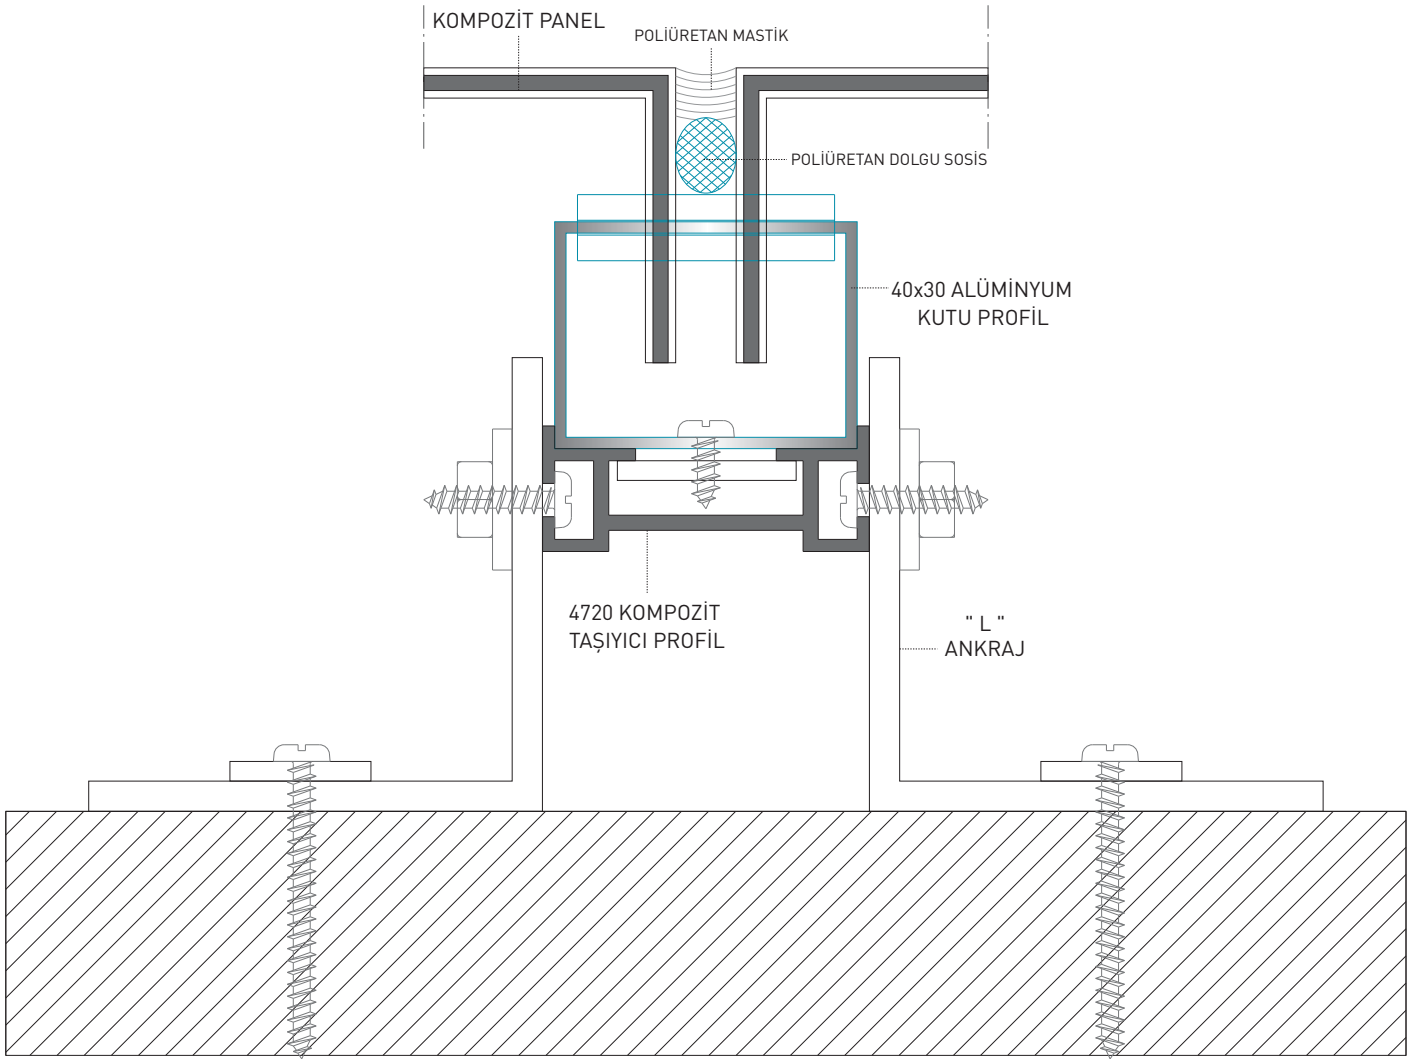 KOMPOZİT PANEL
POLİÜRETAN MASTİK
POLİÜRETAN DOLGU SOSİS
40x30 ALÜMİNYUM
KUTU PROFİL
4720 KOMPOZİT
TAŞIYICI PROFİL
" L "
ANKRAJ